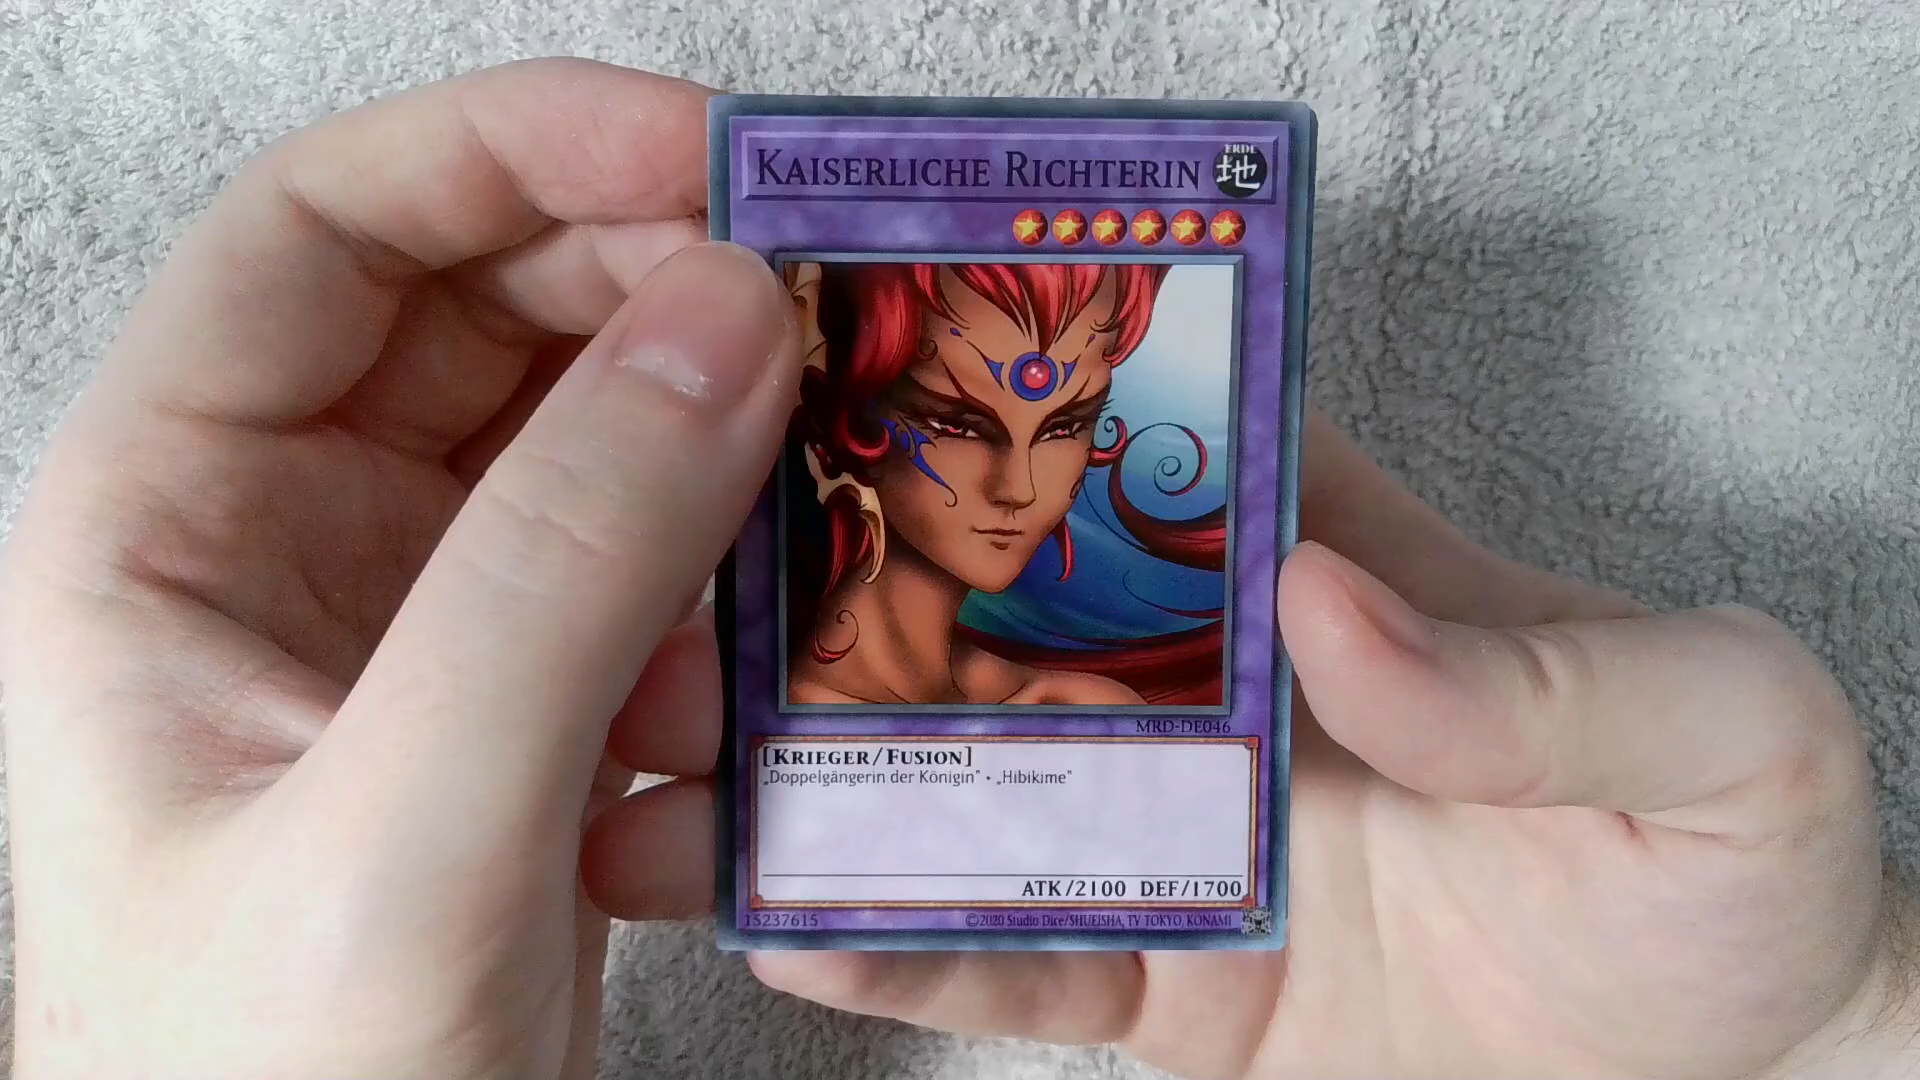 KAISERLICHE RICHTERIN
ERDE
地
MRD-DE046
[KRIEGER/FUSION]
„Doppelgängerin der Königin" • „Hibikime"
ATK/2100 DEF/1700
15237615
©2020 Studio Dice/SHUEISHA, TV TOKYO, KONAMI